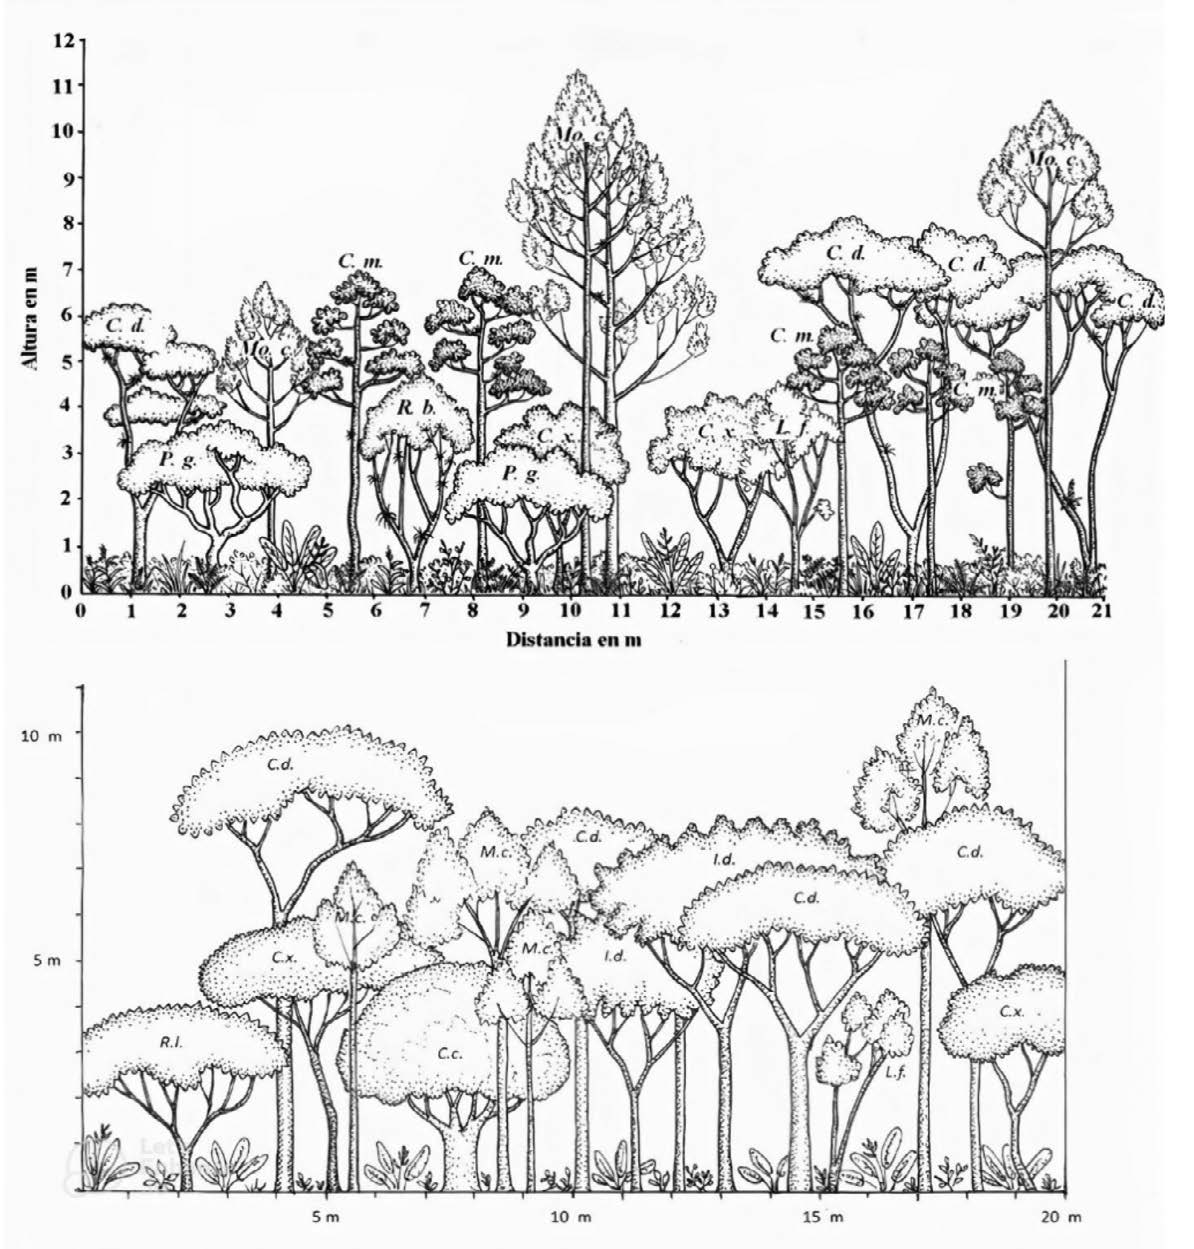 12
11
10
9
8
7
6
5
4
3
2
1
0
Altura en m
Mo. c.
Mo. c.
C. m.
C. m.
C. d.
C. d.
C. d.
C. d.
C. m.
Mo. c.
C. m.
R. b.
C. x.
C. x.
L. f.
P. g.
P. g.
0 1 2 3 4 5 6 7 8 9 10 11 12 13 14 15 16 17 18 19 20 21
Distancia en m
10 m
M.c.
C.d.
C.d.
M.c.
I.d.
C.d.
C.d.
M.c.
5 m
C.x.
M.c.
I.d.
R.l.
C.c.
C.x.
L.f.
5 m 10 m 15 m 20 m